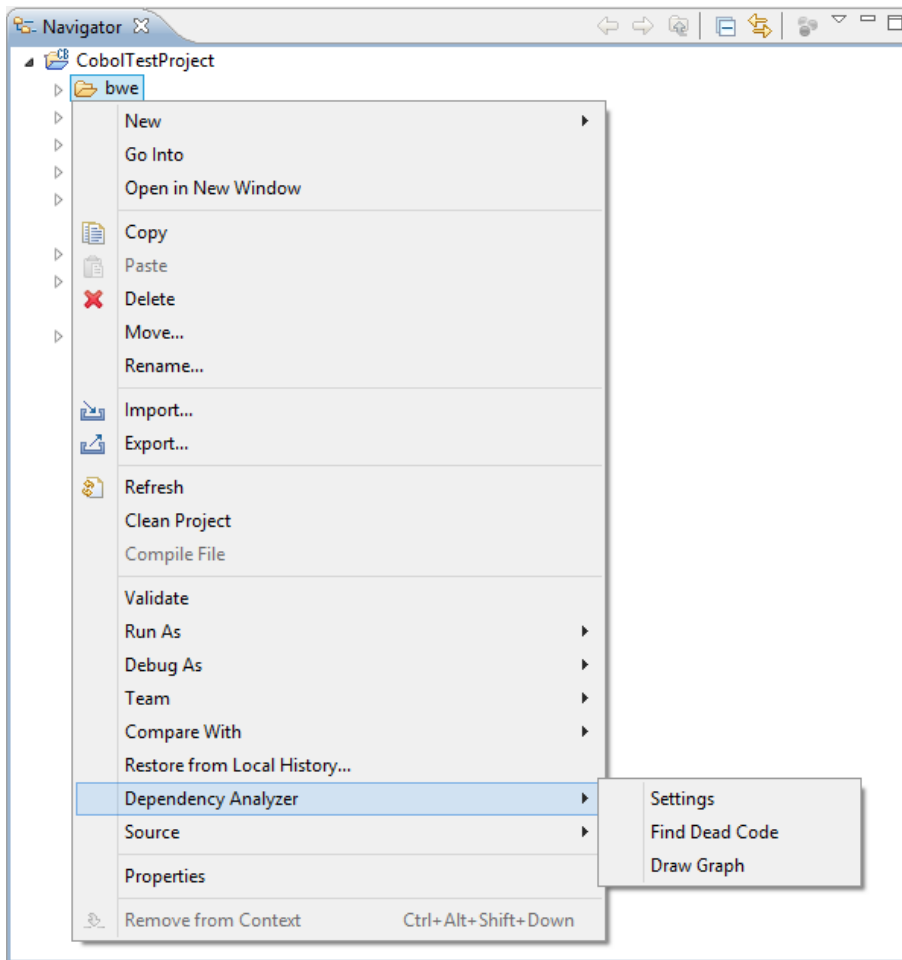 Navigator
CobolTestProject
bwe
New
Go Into
Open in New Window
Copy
Paste
Delete
Move...
Rename...
Import...
Export...
Refresh
Clean Project
Compile File
Validate
Run As
Debug As
Team
Compare With
Restore from Local History...
Dependency Analyzer
Settings
Source
Find Dead Code
Draw Graph
Properties
Remove from Context Ctrl+Alt+Shift+Down